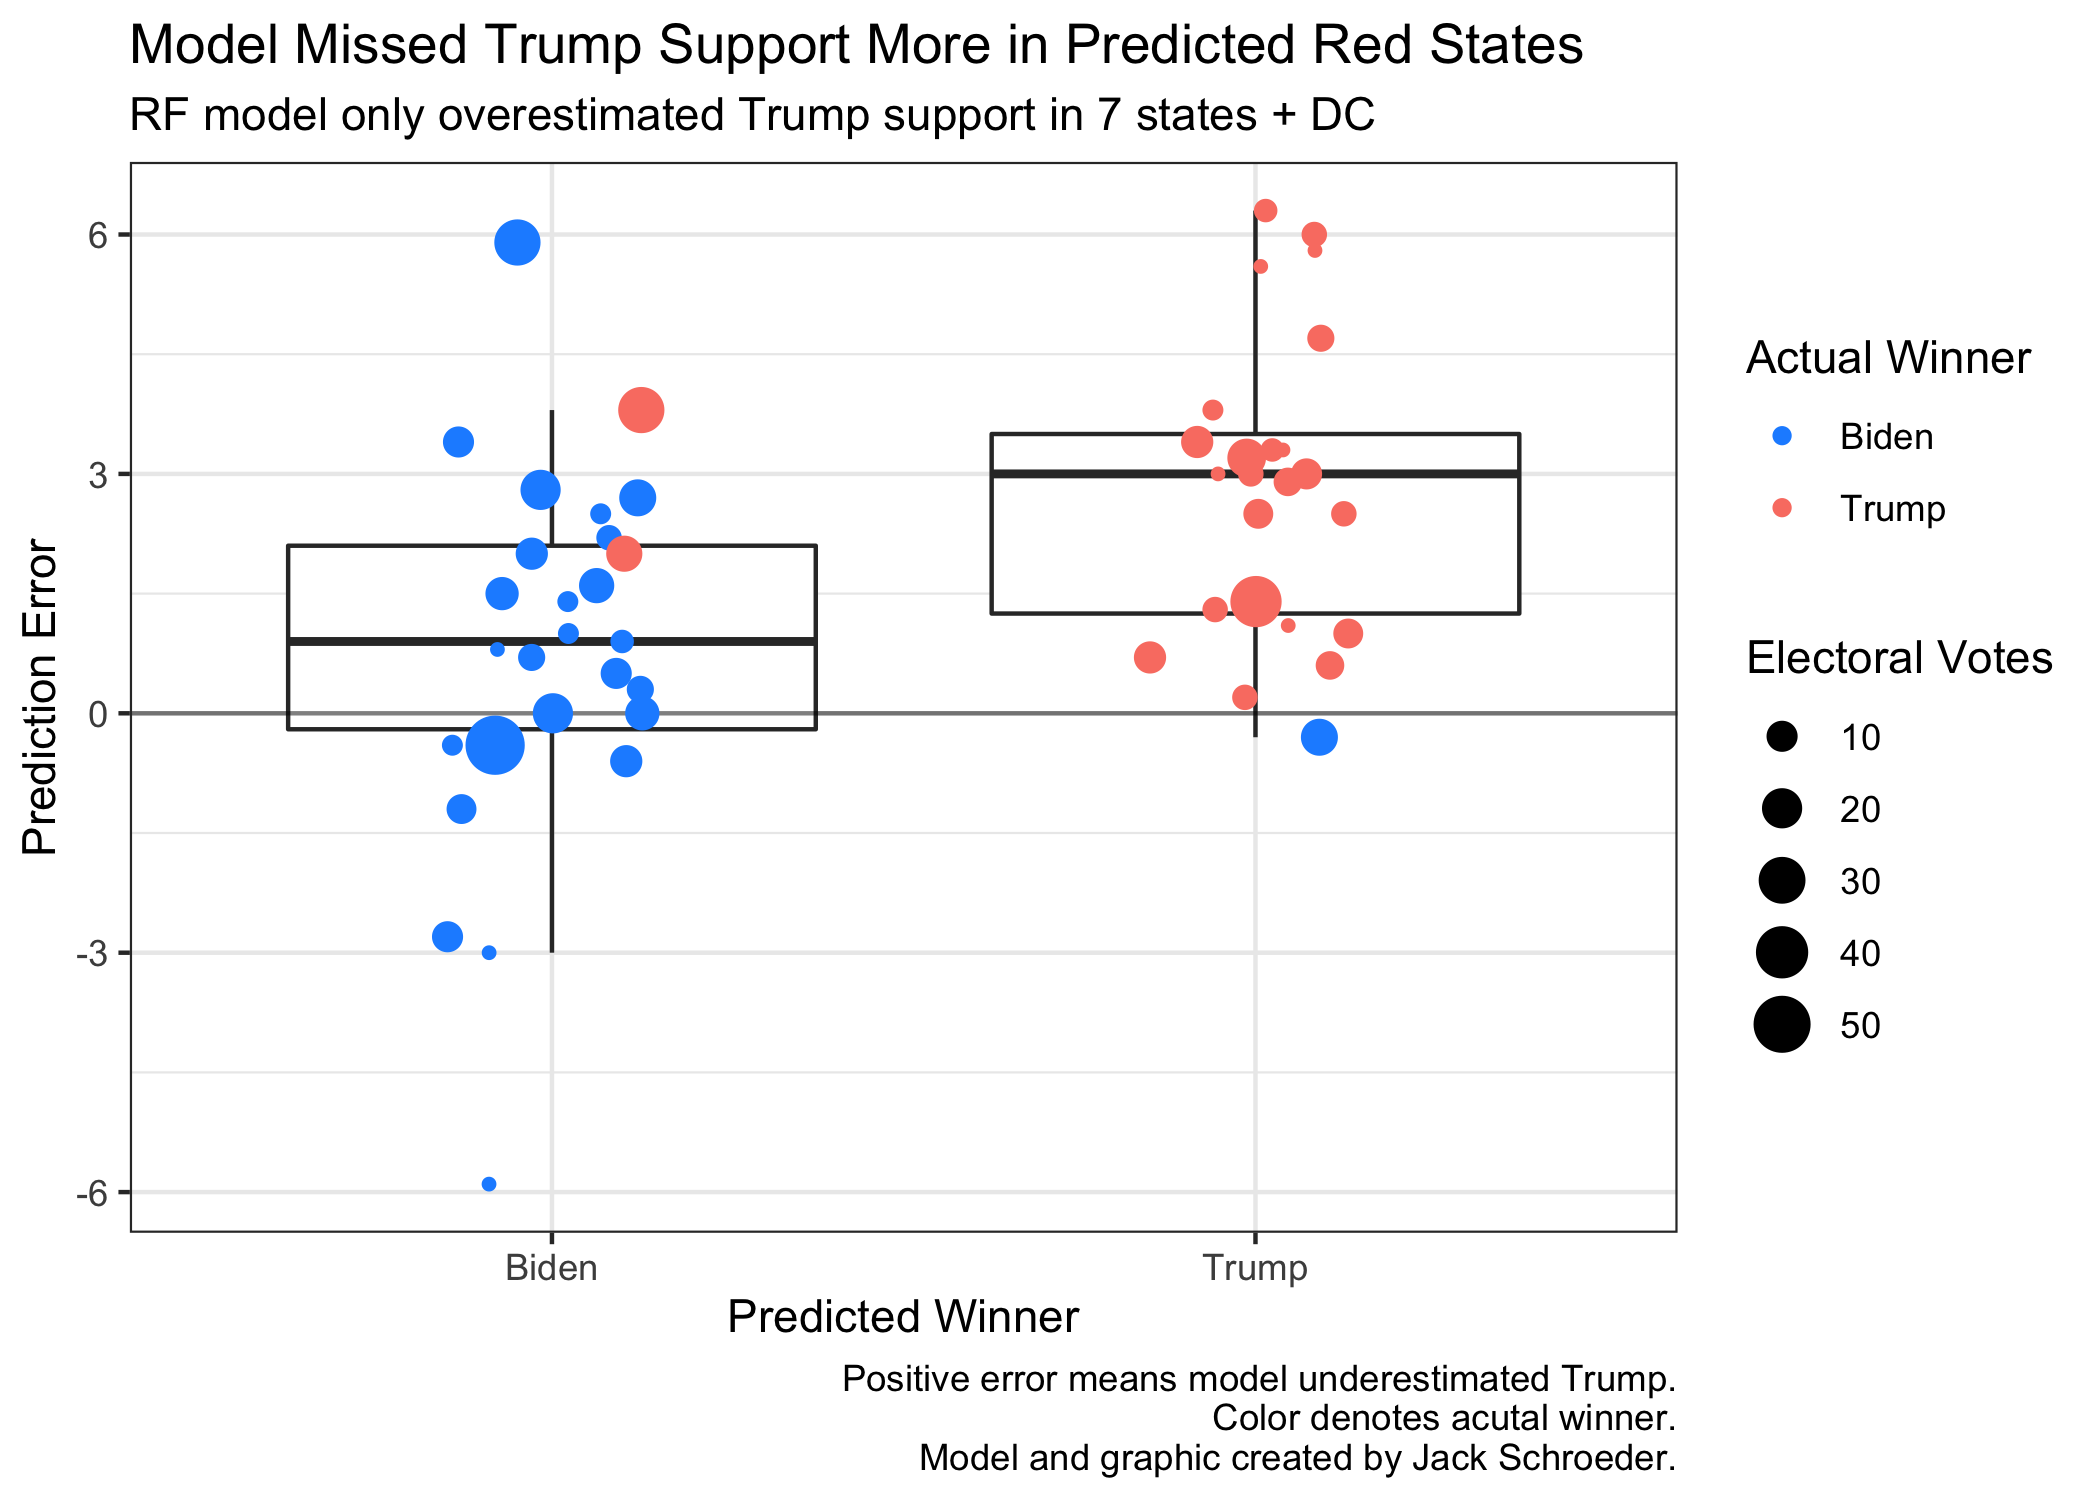 Model Missed Trump Support More in Predicted Red States
RF model only overestimated Trump support in 7 states + DC
Prediction Error
6
3
0
-3
-6
Biden
Trump
Predicted Winner
Actual Winner
Biden
Trump
Electoral Votes
10
20
30
40
50
Positive error means model underestimated Trump.
Color denotes acutal winner.
Model and graphic created by Jack Schroeder.